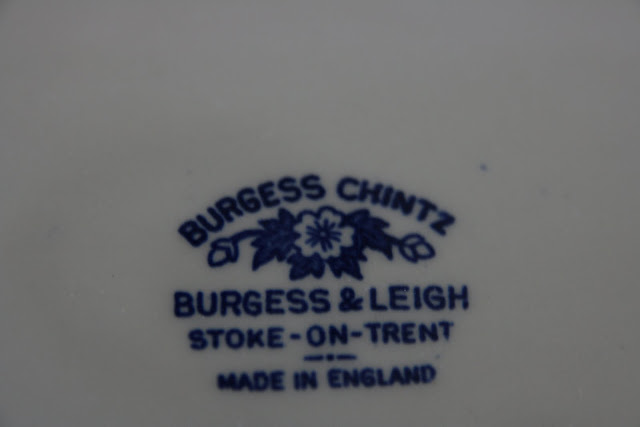 BURGESS CHINTZ
BURGESS & LEIGH
STOKE-ON-TRENT
MADE IN ENGLAND